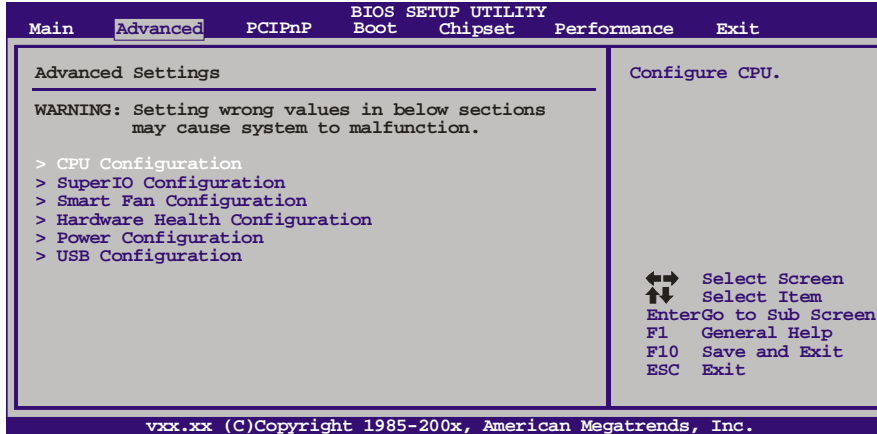 BIOS SETUP UTILITY
Main Advanced PCIPnP Boot Chipset Performance Exit
Advanced Settings
WARNING: Setting wrong values in below sections
may cause system to malfunction.
> CPU Configuration
> SuperIO Configuration
> Smart Fan Configuration
> Hardware Health Configuration
> Power Configuration
> USB Configuration
Configure CPU.
Select Screen
Select Item
EnterGo to Sub Screen
F1 General Help
F10 Save and Exit
ESC Exit
vxx.xx (C)Copyright 1985-200x, American Megatrends, Inc.